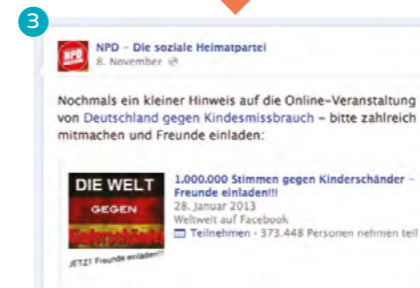 3
NPD
NPD – Die soziale Heimatpartei
8. November
Nochmals ein kleiner Hinweis auf die Online-Veranstaltung
von Deutschland gegen Kindesmissbrauch – bitte zahlreich
mitmachen und Freunde einladen:
DIE WELT
GEGEN
Kinderschänder
JETZT Freunde einladen!!!
1.000.000 Stimmen gegen Kinderschänder –
Freunde einladen!!!
28. Januar 2013
Weltweit auf Facebook
Teilnehmen · 373.448 Personen nehmen teil